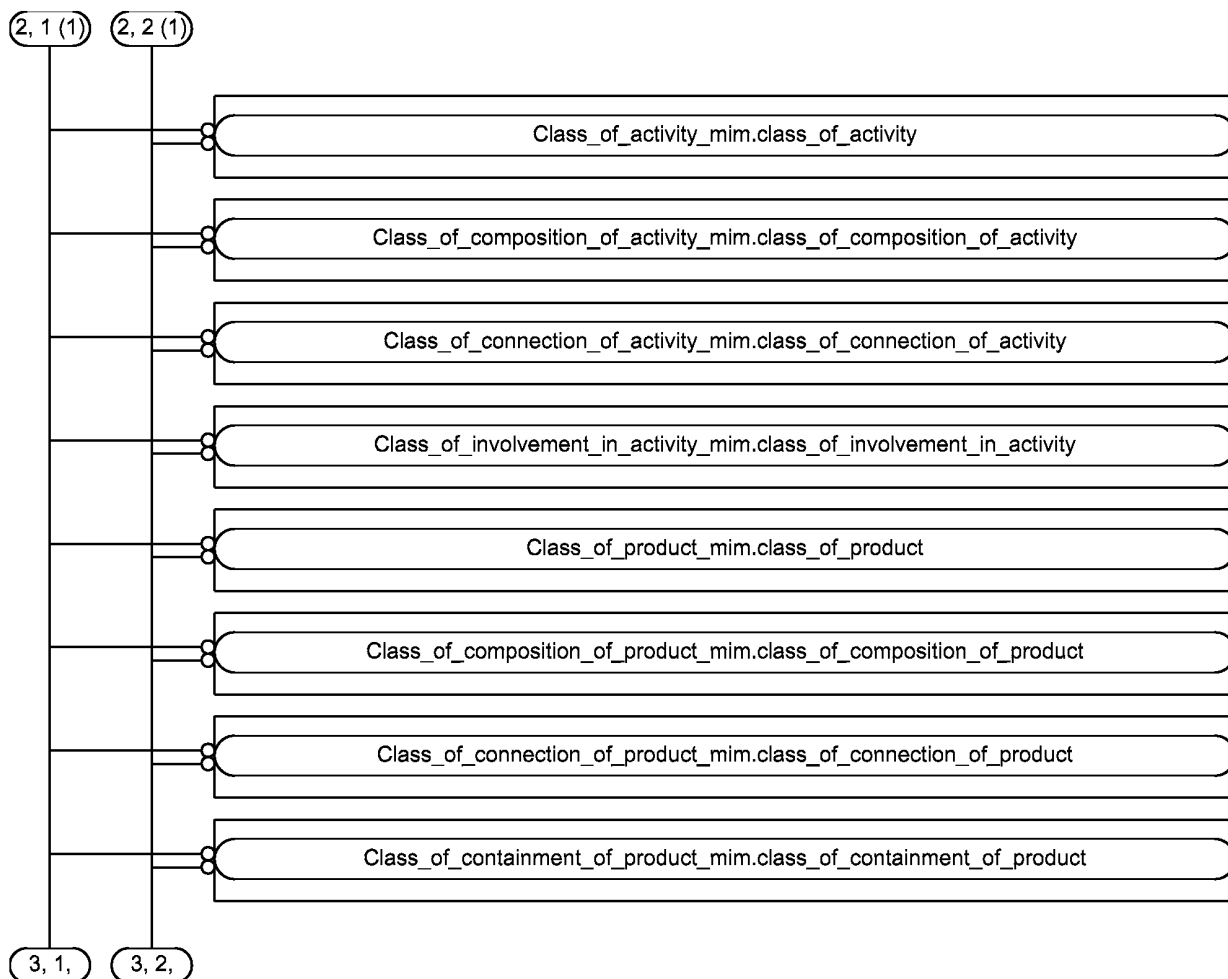 2, 1 (1) 2, 2 (1)
Class_of_activity_mim.class_of_activity
Class_of_composition_of_activity_mim.class_of_composition_of_activity
Class_of_connection_of_activity_mim.class_of_connection_of_activity
Class_of_involvement_in_activity_mim.class_of_involvement_in_activity
Class_of_product_mim.class_of_product
Class_of_composition_of_product_mim.class_of_composition_of_product
Class_of_connection_of_product_mim.class_of_connection_of_product
Class_of_containment_of_product_mim.class_of_containment_of_product
3, 1, 3, 2,